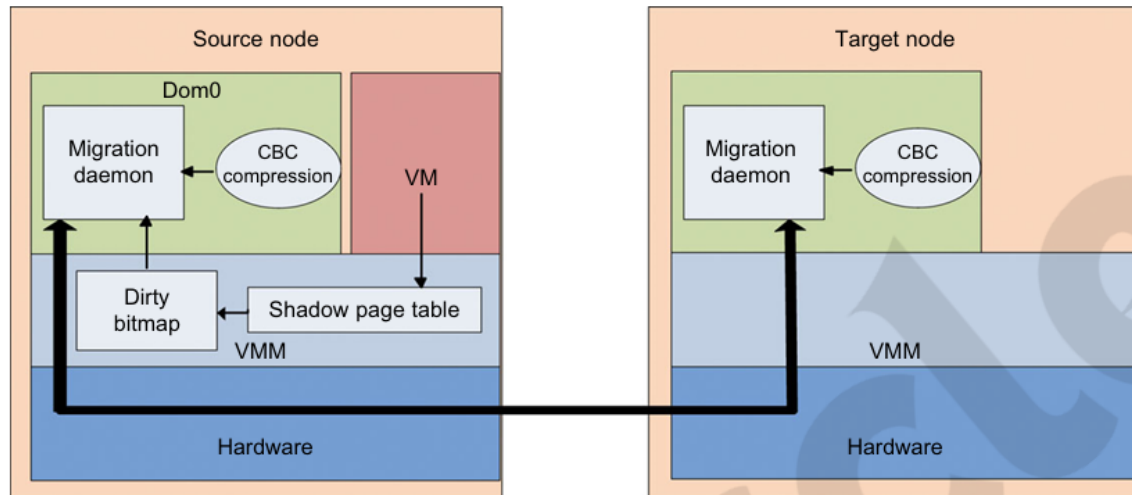 Source node
Dom0
Migration
daemon
CBC
compression
VM
Dirty
bitmap
Shadow page table
VMM
Hardware
Target node
Migration
daemon
CBC
compression
VMM
Hardware